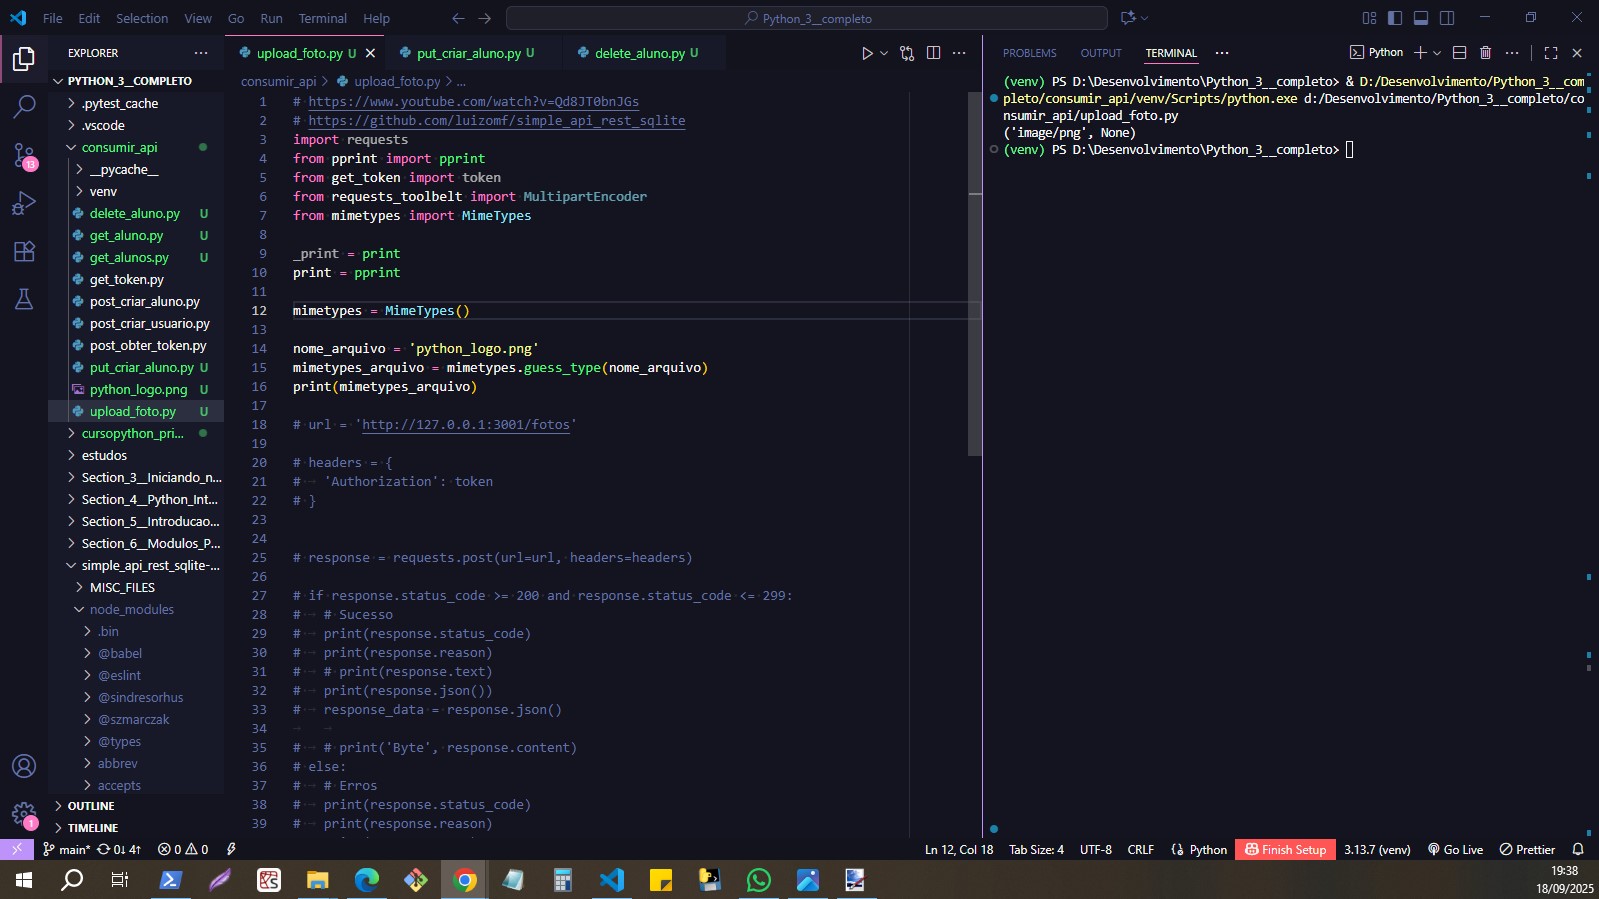 File Edit Selection View Go Run Terminal Help
Python_3__completo
EXPLORER
PYTHON_3__COMPLETO
.pytest_cache
.vscode
consumir_api
__pycache__
venv
delete_aluno.py U
get_aluno.py U
get_alunos.py U
get_token.py
post_criar_aluno.py
post_criar_usuario.py
post_obter_token.py
put_criar_aluno.py U
python_logo.png U
upload_foto.py U
cursopython_pri...
estudos
Section_3__Iniciando_n...
Section_4__Python_Int...
Section_5__Introducao...
Section_6__Modulos_P...
simple_api_rest_sqlite-...
MISC_FILES
node_modules
.bin
@babel
@eslint
@sindresorhus
@szmarczak
@types
abbrev
accepts
OUTLINE
TIMELINE
13
1
upload_foto.py U put_criar_aluno.py U delete_aluno.py U
consumir_api > upload_foto.py > ...
1 # https://www.youtube.com/watch?v=Qd8JT0bnJGs
2 # https://github.com/luizomf/simple_api_rest_sqlite
3 import requests
4 from pprint import pprint
5 from get_token import token
6 from requests_toolbelt import MultipartEncoder
7 from mimetypes import MimeTypes
8
9 _print = print
10 print = pprint
11
12 mimetypes = MimeTypes()
13
14 nome_arquivo = 'python_logo.png'
15 mimetypes_arquivo = mimetypes.guess_type(nome_arquivo)
16 print(mimetypes_arquivo)
17
18 # url = 'http://127.0.0.1:3001/fotos'
19
20 # headers = {
21 # 'Authorization': token
22 # }
23
24
25 # response = requests.post(url=url, headers=headers)
26
27 # if response.status_code >= 200 and response.status_code <= 299:
28 # # Sucesso
29 # print(response.status_code)
30 # print(response.reason)
31 # # print(response.text)
32 # print(response.json())
33 # response_data = response.json()
34
35 # # print('Byte', response.content)
36 # else:
37 # # Erros
38 # print(response.status_code)
39 # print(response.reason)
PROBLEMS OUTPUT TERMINAL
Python
(venv) PS D:\Desenvolvimento\Python_3__completo> & D:/Desenvolvimento/Python_3__com
pleto/consumir_api/venv/Scripts/python.exe d:/Desenvolvimento/Python_3__completo/co
nsumir_api/upload_foto.py
('image/png', None)
(venv) PS D:\Desenvolvimento\Python_3__completo>
main* 0↓ 4↑ 0 0 Ln 12, Col 18 Tab Size: 4 UTF-8 CRLF Python Finish Setup 3.13.7 (venv) Go Live Prettier
19:38
18/09/2025